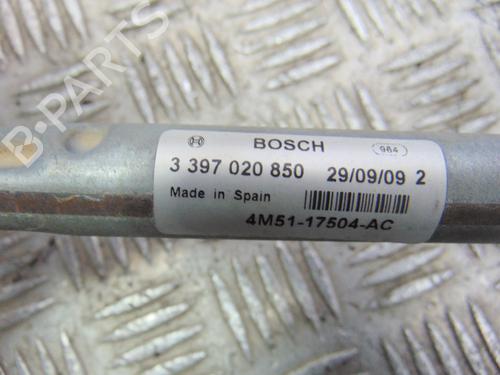 B-PARTS
BOSCH 984
3 397 020 850 29/09/09 2
Made in Spain
4M51-17504-AC